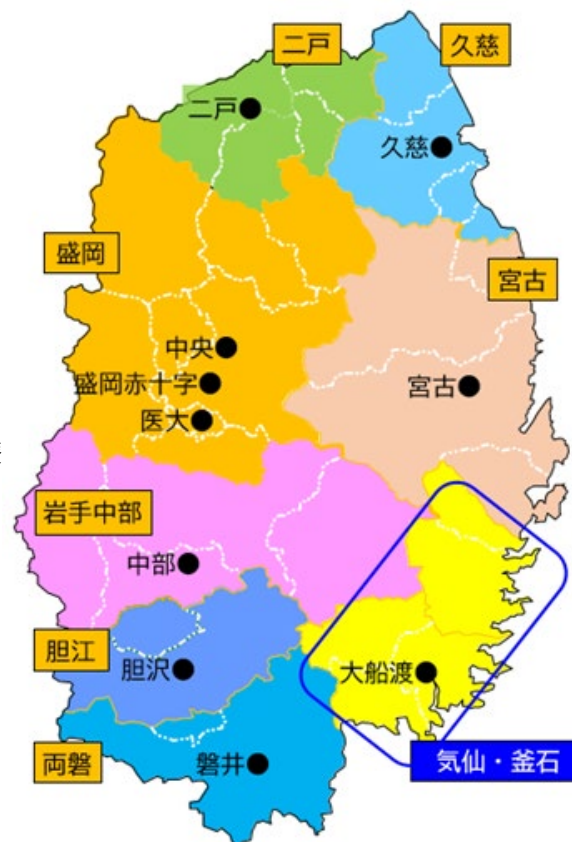 二戸
久慈
二戸
久慈
盛岡
宮古
中央
盛岡赤十字
宮古
医大
岩手中部
中部
胆江
胆沢
大船渡
両磐
磐井
気仙・釜石